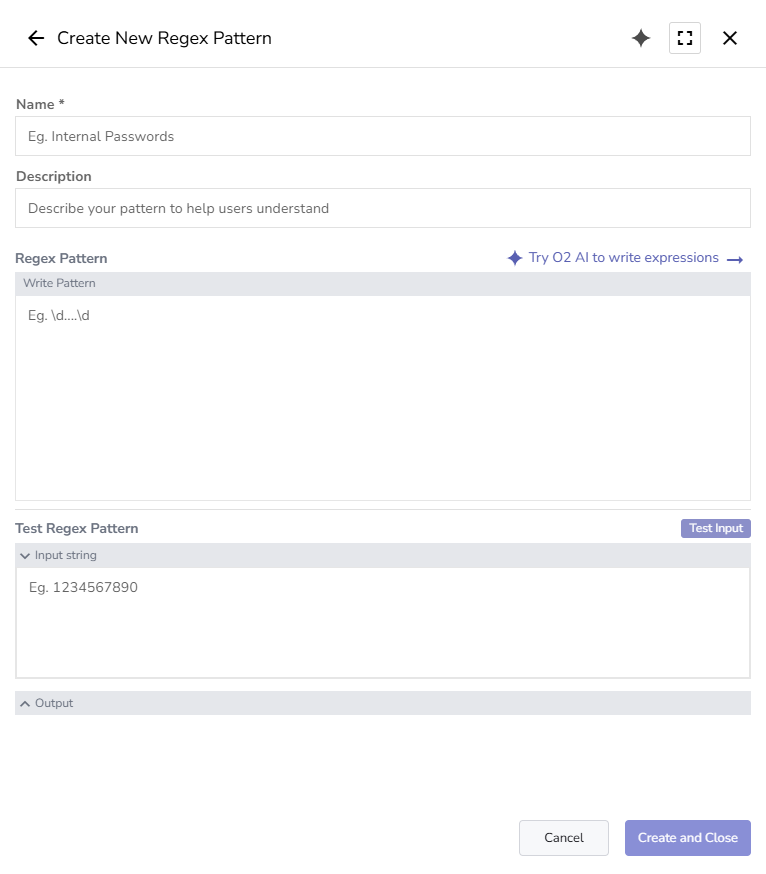 Create New Regex Pattern
Name *
Eg. Internal Passwords
Description
Describe your pattern to help users understand
Regex Pattern
Try O2 AI to write expressions
Write Pattern
Eg. \d....\d
Test Regex Pattern
Test Input
Input string
Eg. 1234567890
Output
Cancel
Create and Close